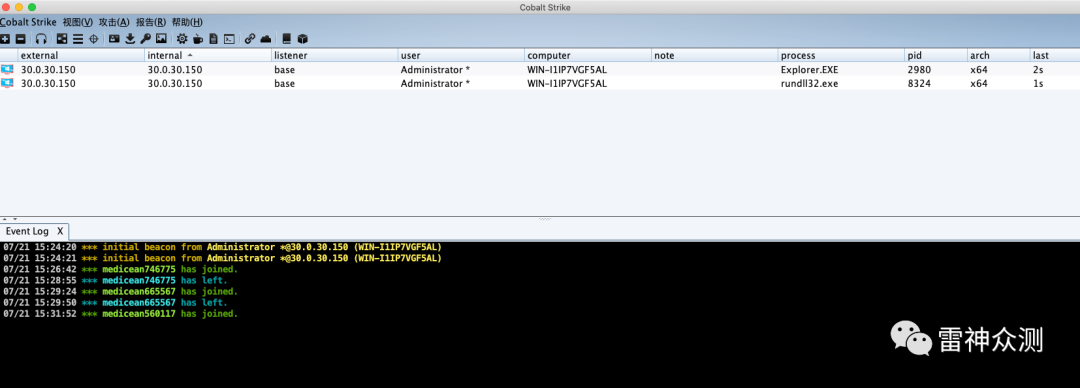 Cobalt Strike
Cobalt Strike 视图(V) 攻击(A) 报告(R) 帮助(H)
external internal listener user computer note process pid arch last
30.0.30.150 30.0.30.150 base Administrator * WIN-I1IP7VGF5AL Explorer.EXE 2980 x64 2s
30.0.30.150 30.0.30.150 base Administrator * WIN-I1IP7VGF5AL rundll32.exe 8324 x64 1s
Event Log X
07/21 15:24:20 *** initial beacon from Administrator *@30.0.30.150 (WIN-I1IP7VGF5AL)
07/21 15:24:21 *** initial beacon from Administrator *@30.0.30.150 (WIN-I1IP7VGF5AL)
07/21 15:26:42 *** medicean746775 has joined.
07/21 15:28:55 *** medicean746775 has left.
07/21 15:29:24 *** medicean665567 has joined.
07/21 15:29:50 *** medicean665567 has left.
07/21 15:31:52 *** medicean560117 has joined.
雷神众测